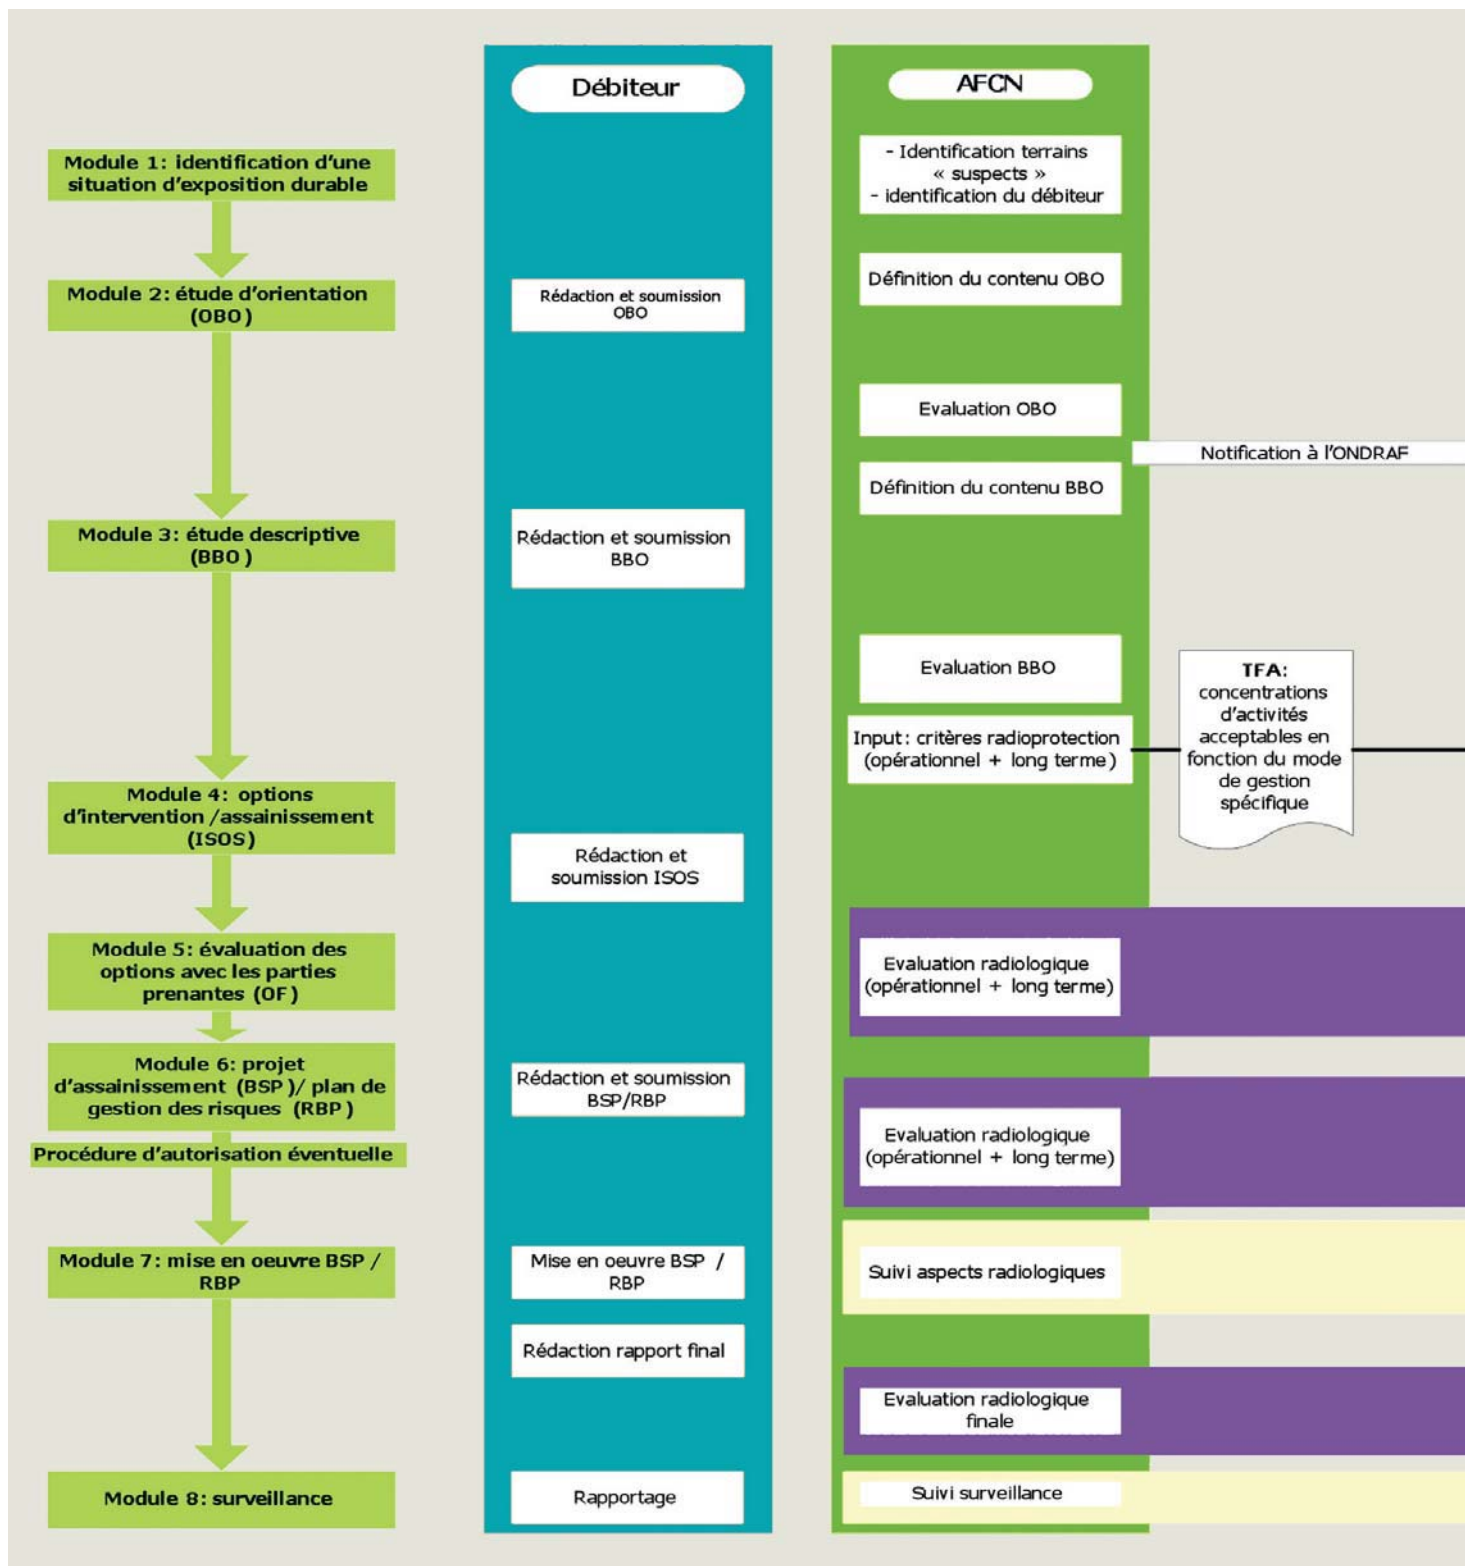 Débiteur
AFCN
Module 1: identification d'une
situation d'exposition durable
- Identification terrains
« suspects »
- identification du débiteur
Module 2: étude d'orientation
(OBO)
Rédaction et soumission
OBO
Définition du contenu OBO
Evaluation OBO
Notification à l'ONDRAF
Définition du contenu BBO
Module 3: étude descriptive
(BBO)
Rédaction et soumission
BBO
Evaluation BBO
Input: critères radioprotection
(opérationnel + long terme)
TFA:
concentrations
d'activités
acceptables en
fonction du mode
de gestion
spécifique
Module 4: options
d'intervention /assainissement
(ISOS)
Rédaction et
soumission ISOS
Module 5: évaluation des
options avec les parties
prenantes (OF)
Evaluation radiologique
(opérationnel + long terme)
Module 6: projet
d'assainissement (BSP)/ plan de
gestion des risques (RBP)
Rédaction et soumission
BSP/RBP
Evaluation radiologique
(opérationnel + long terme)
Procédure d'autorisation éventuelle
Module 7: mise en oeuvre BSP /
RBP
Mise en oeuvre BSP /
RBP
Suivi aspects radiologiques
Rédaction rapport final
Evaluation radiologique
finale
Module 8: surveillance
Rapportage
Suivi surveillance